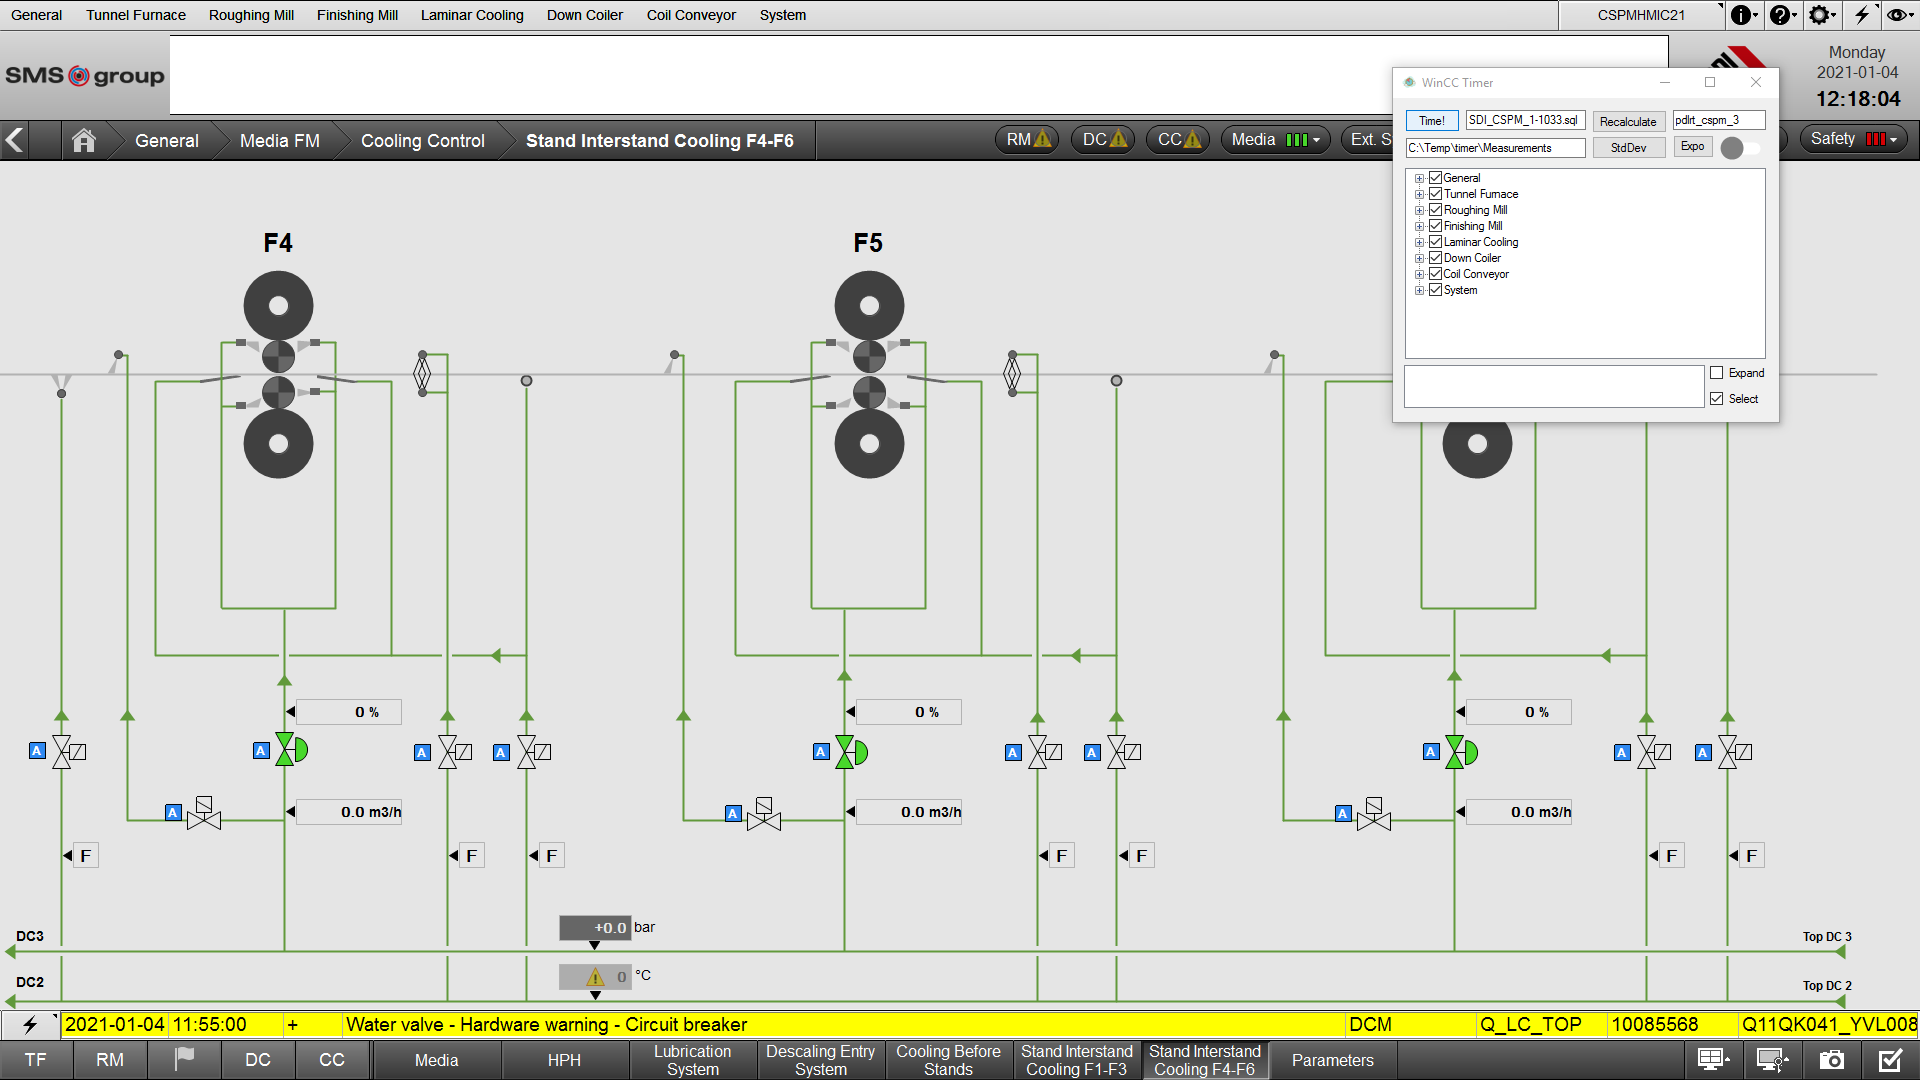 General Tunnel Furnace Roughing Mill Finishing Mill Laminar Cooling Down Coiler Coil Conveyor System CSPMHMIC21
SMS group
Monday
2021-01-04
12:18:04
General Media FM Cooling Control Stand Interstand Cooling F4-F6 RM DC CC Media Ext. S Safety
WinCC Timer
Time! SDI_CSPM_1-1033.sql Recalculate pdlrt_cspm_3
C:\Temp\timer\Measurements StdDev Expo
General
Tunnel Furnace
Roughing Mill
Finishing Mill
Laminar Cooling
Down Coiler
Coil Conveyor
System
Expand
Select
F4 F5
0 % 0 % 0 %
A A A A A A A A A A A
A A A
0.0 m3/h 0.0 m3/h 0.0 m3/h
F F F F F F F
+0.0 bar
DC3 Top DC 3
0 °C
DC2 Top DC 2
2021-01-04 11:55:00 + Water valve - Hardware warning - Circuit breaker DCM Q_LC_TOP 10085568 Q11QK041_YVL008
TF RM DC CC Media HPH Lubrication System Descaling Entry System Cooling Before Stands Stand Interstand Cooling F1-F3 Stand Interstand Cooling F4-F6 Parameters